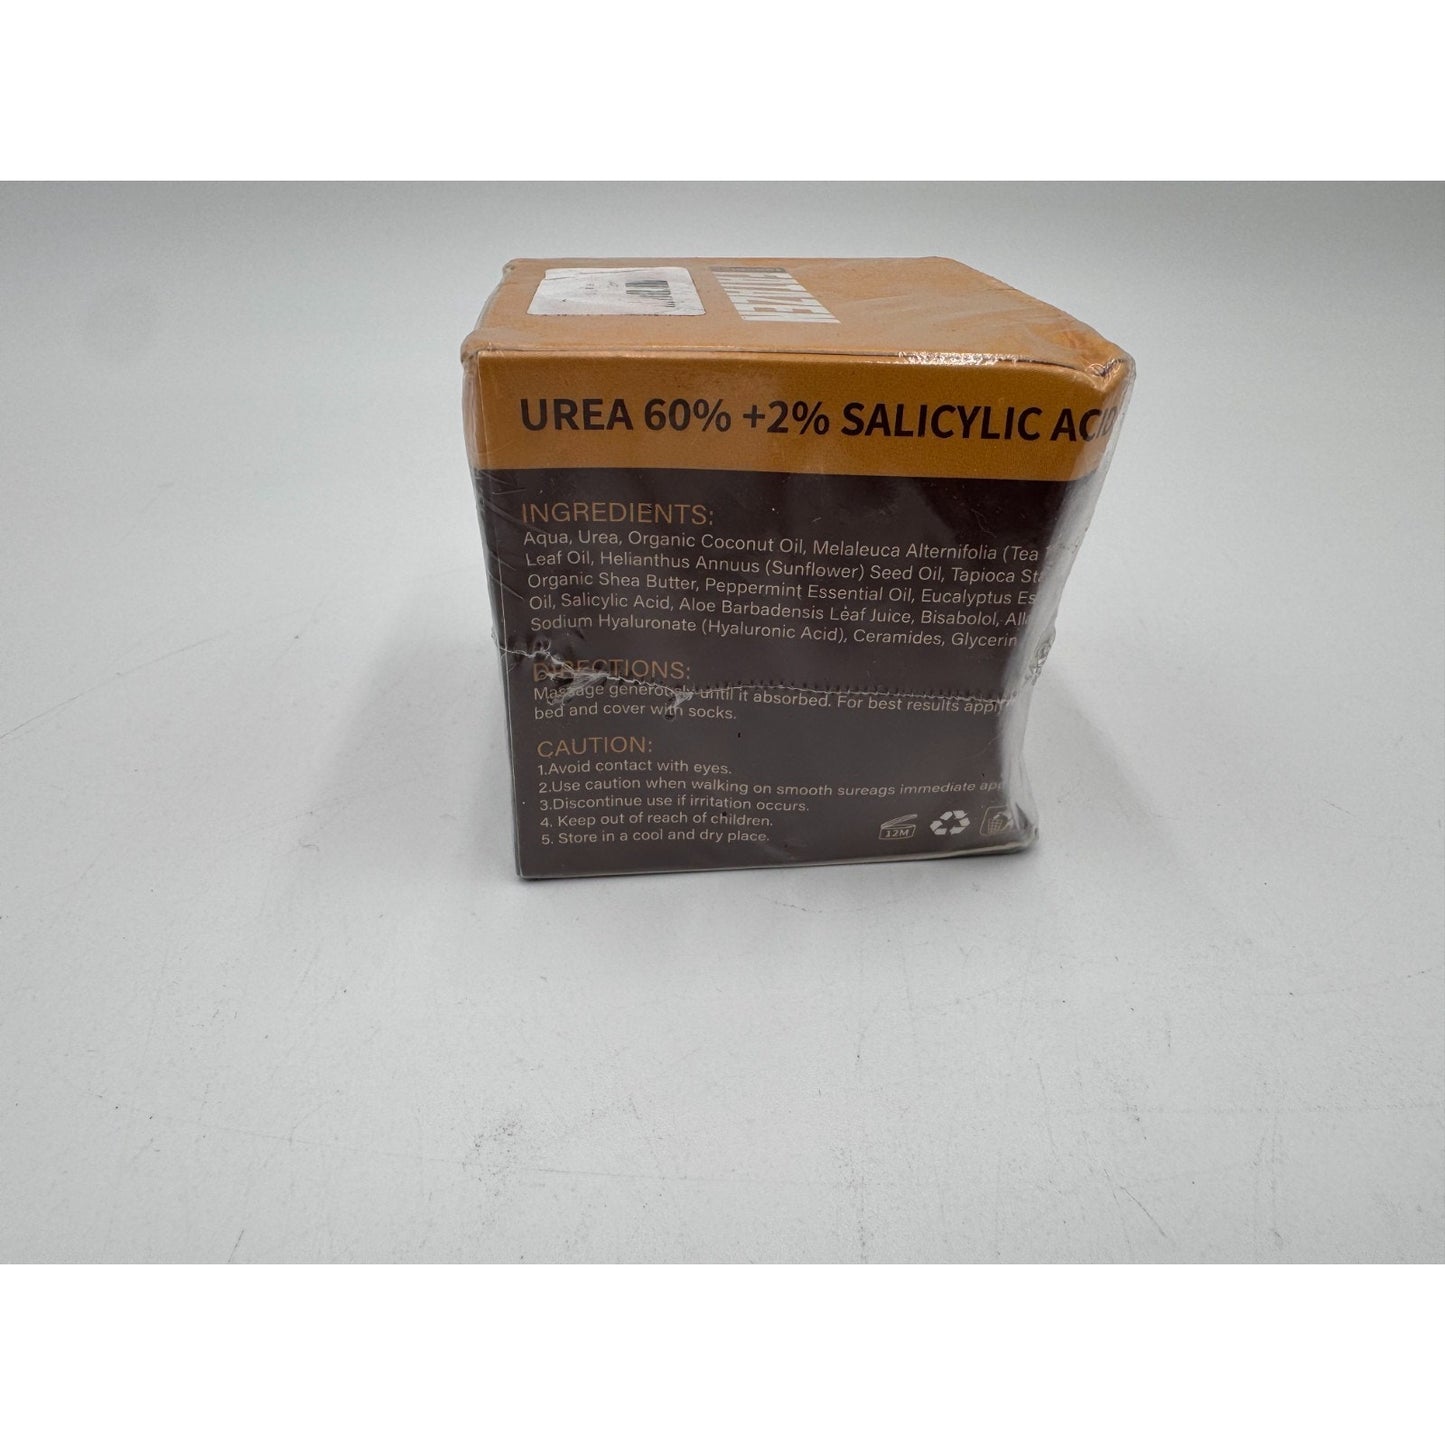 UREA 60% +2% SALICYLIC ACID
INGREDIENTS:
Aqua, Urea, Organic Coconut Oil, Melaleuca Alternifolia (Tea
Leaf Oil, Helianthus Annuus (Sunflower) Seed Oil, Tapioca
Organic Shea Butter, Peppermint Essential Oil, Eucalyptus
Oil, Salicylic Acid, Aloe Barbadensis Leaf Juice, Bisabolol,
Sodium Hyaluronate (Hyaluronic Acid), Ceramides, Glycerin
DIRECTIONS:
Massage generously until it absorbed. For best results
bed and cover with socks.
CAUTION:
1.Avoid contact with eyes.
2.Use caution when walking on smooth sureags immediate
3.Discontinue use if irritation occurs.
4. Keep out of reach of children.
5. Store in a cool and dry place.
12M